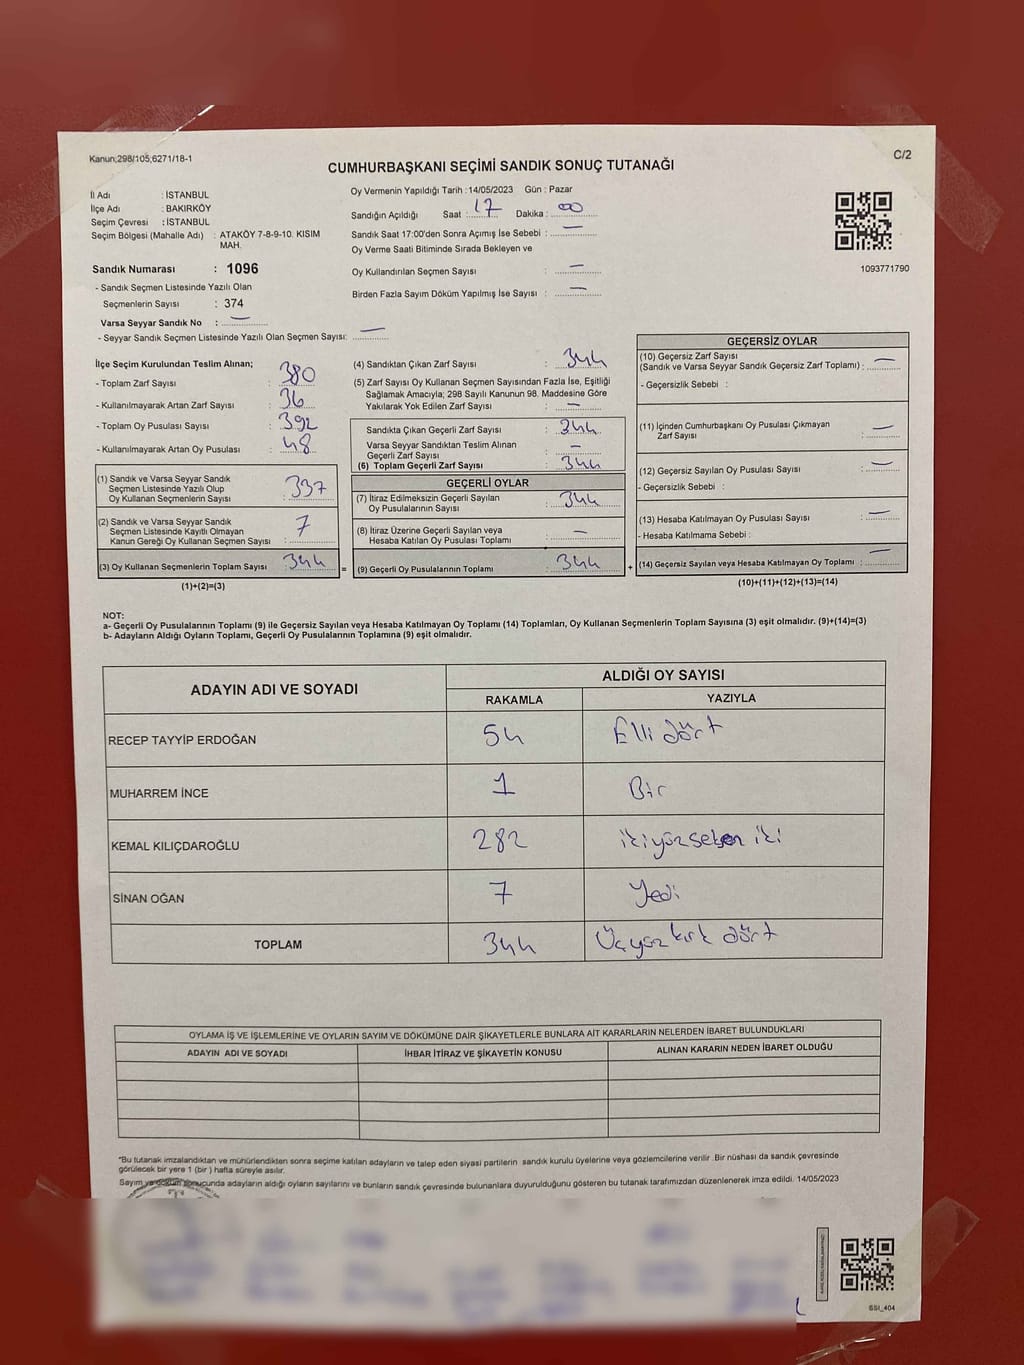 Kanun;298/105;6271/18-1
C/2
CUMHURBAŞKANI SEÇİMİ SANDIK SONUÇ TUTANAĞI
İl Adı : İSTANBUL
İlçe Adı : BAKIRKÖY
Seçim Çevresi : İSTANBUL
Seçim Bölgesi (Mahalle Adı) : ATAKÖY 7-8-9-10. KISIM
MAH.
Sandık Numarası : 1096
- Sandık Seçmen Listesinde Yazılı Olan
Seçmenlerin Sayısı : 374
Varsa Seyyar Sandık No : —
- Seyyar Sandık Seçmen Listesinde Yazılı Olan Seçmen Sayısı: —
Oy Vermenin Yapıldığı Tarih : 14/05/2023 Gün : Pazar
Sandığın Açıldığı Saat : 17 Dakika : 00
Sandık Saat 17:00'den Sonra Açımış İse Sebebi : —
Oy Verme Saati Bitiminde Sırada Bekleyen ve
Oy Kullandırılan Seçmen Sayısı : —
Birden Fazla Sayım Döküm Yapılmış İse Sayısı : —
1093771790
İlçe Seçim Kurulundan Teslim Alınan;
- Toplam Zarf Sayısı : 380
- Kullanılmayarak Artan Zarf Sayısı : 36
- Toplam Oy Pusulası Sayısı : 392
- Kullanılmayarak Artan Oy Pusulası : 48
(1) Sandık ve Varsa Seyyar Sandık
Seçmen Listesinde Yazılı Olup
Oy Kullanan Seçmenlerin Sayısı : 337
(2) Sandık ve Varsa Seyyar Sandık
Seçmen Listesinde Kayıtlı Olmayan
Kanun Gereği Oy Kullanan Seçmen Sayısı : 7
(3) Oy Kullanan Seçmenlerin Toplam Sayısı : 344
(1)+(2)=(3)
(4) Sandıktan Çıkan Zarf Sayısı : 344
(5) Zarf Sayısı Oy Kullanan Seçmen Sayısından Fazla İse, Eşitliği
Sağlamak Amacıyla; 298 Sayılı Kanunun 98. Maddesine Göre
Yakılarak Yok Edilen Zarf Sayısı : —
Sandıkta Çıkan Geçerli Zarf Sayısı : 344
Varsa Seyyar Sandıktan Teslim Alınan
Geçerli Zarf Sayısı : —
(6) Toplam Geçerli Zarf Sayısı : 344
GEÇERLİ OYLAR
(7) İtiraz Edilmeksizin Geçerli Sayılan
Oy Pusulalarının Sayısı : 344
(8) İtiraz Üzerine Geçerli Sayılan veya
Hesaba Katılan Oy Pusulası Toplamı : —
= (9) Geçerli Oy Pusulalarının Toplamı : 344 +
GEÇERSİZ OYLAR
(10) Geçersiz Zarf Sayısı
(Sandık ve Varsa Seyyar Sandık Geçersiz Zarf Toplamı) : —
- Geçersizlik Sebebi :
(11) İçinden Cumhurbaşkanı Oy Pusulası Çıkmayan
Zarf Sayısı : —
(12) Geçersiz Sayılan Oy Pusulası Sayısı : —
- Geçersizlik Sebebi :
(13) Hesaba Katılmayan Oy Pusulası Sayısı : —
- Hesaba Katılmama Sebebi :
(14) Geçersiz Sayılan veya Hesaba Katılmayan Oy Toplamı : —
(10)+(11)+(12)+(13)=(14)
NOT:
a- Geçerli Oy Pusulalarının Toplamı (9) ile Geçersiz Sayılan veya Hesaba Katılmayan Oy Toplamı (14) Toplamları, Oy Kullanan Seçmenlerin Toplam Sayısına (3) eşit olmalıdır. (9)+(14)=(3)
b- Adayların Aldığı Oyların Toplamı, Geçerli Oy Pusulalarının Toplamına (9) eşit olmalıdır.
ADAYIN ADI VE SOYADI ALDIĞI OY SAYISI
RAKAMLA YAZIYLA
RECEP TAYYİP ERDOĞAN 54 Elli dört
MUHARREM İNCE 1 Bir
KEMAL KILIÇDAROĞLU 282 ikiyüzseksen iki
SİNAN OĞAN 7 Yedi
TOPLAM 344 Üçyüz kırk dört
OYLAMA İŞ VE İŞLEMLERİNE VE OYLARIN SAYIM VE DÖKÜMÜNE DAİR ŞİKAYETLERLE BUNLARA AİT KARARLARIN NELERDEN İBARET BULUNDUKLARI
ADAYIN ADI VE SOYADI İHBAR İTİRAZ VE ŞİKAYETİN KONUSU ALINAN KARARIN NEDEN İBARET OLDUĞU
*Bu tutanak imzalandıktan ve mühürlendikten sonra seçime katılan adayların ve talep eden siyasi partilerin sandık kurulu üyelerine veya gözlemcilerine verilir .Bir nüshası da sandık çevresinde
görülecek bir yere 1 (bir ) hafta süreyle asılır.
Sayım ve döküm sonucunda adayların aldığı oyların sayılarını ve bunların sandık çevresinde bulunanlara duyurulduğunu gösteren bu tutanak tarafımızdan düzenlenerek imza edildi. 14/05/2023
SSI_404